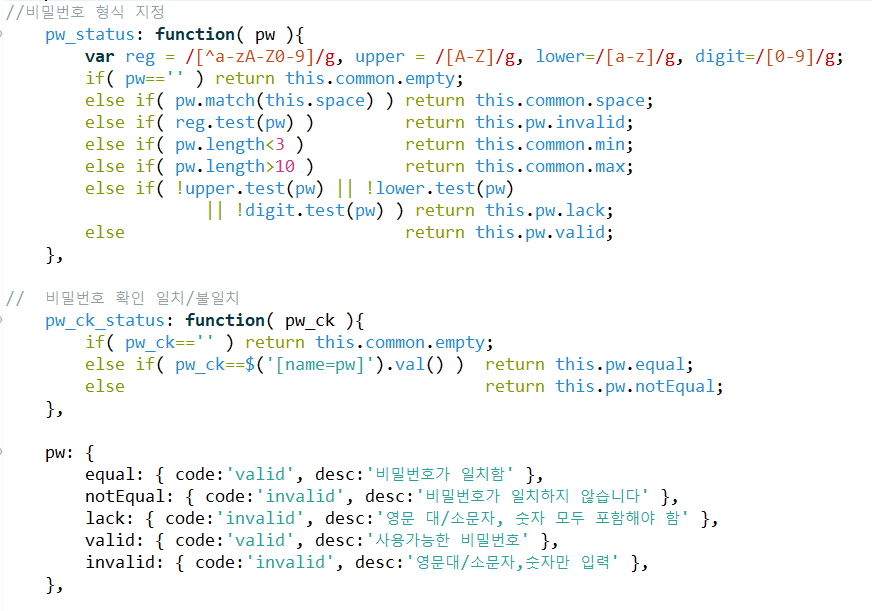 //비밀번호 형식 지정
pw_status: function( pw ){
var reg = /[^a-zA-Z0-9]/g, upper = /[A-Z]/g, lower=/[a-z]/g, digit=/[0-9]/g;
if( pw=='' ) return this.common.empty;
else if( pw.match(this.space) ) return this.common.space;
else if( reg.test(pw) ) return this.pw.invalid;
else if( pw.length<3 ) return this.common.min;
else if( pw.length>10 ) return this.common.max;
else if( !upper.test(pw) || !lower.test(pw)
|| !digit.test(pw) ) return this.pw.lack;
else return this.pw.valid;
},
// 비밀번호 확인 일치/불일치
pw_ck_status: function( pw_ck ){
if( pw_ck=='' ) return this.common.empty;
else if( pw_ck==$('[name=pw]').val() ) return this.pw.equal;
else return this.pw.notEqual;
},
pw: {
equal: { code:'valid', desc:'비밀번호가 일치함' },
notEqual: { code:'invalid', desc:'비밀번호가 일치하지 않습니다' },
lack: { code:'invalid', desc:'영문 대/소문자, 숫자 모두 포함해야 함' },
valid: { code:'valid', desc:'사용가능한 비밀번호' },
invalid: { code:'invalid', desc:'영문대/소문자,숫자만 입력' },
},